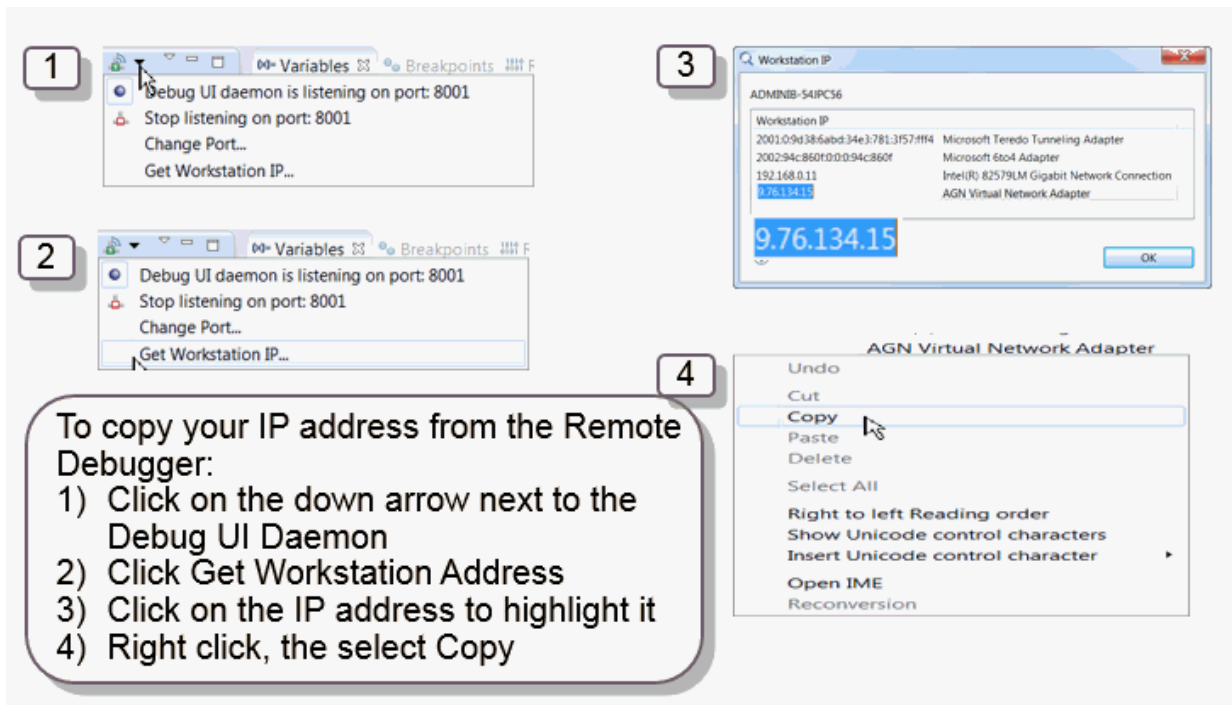 1
(x)= Variables
Breakpoints
Debug UI daemon is listening on port: 8001
Stop listening on port: 8001
Change Port...
Get Workstation IP...
2
(x)= Variables
Breakpoints
Debug UI daemon is listening on port: 8001
Stop listening on port: 8001
Change Port...
Get Workstation IP...
To copy your IP address from the Remote
Debugger:
1) Click on the down arrow next to the
Debug UI Daemon
2) Click Get Workstation Address
3) Click on the IP address to highlight it
4) Right click, the select Copy
3
Workstation IP
ADMINIB-54JPC56
Workstation IP
2001:0:9d38:6abd:34e3:781:3f57:fff4 Microsoft Teredo Tunneling Adapter
2002:94c:860f:0:0:0:94c:860f Microsoft 6to4 Adapter
192.168.0.11 Intel(R) 82579LM Gigabit Network Connection
9.76.134.15 AGN Virtual Network Adapter
9.76.134.15
OK
4
AGN Virtual Network Adapter
Undo
Cut
Copy
Paste
Delete
Select All
Right to left Reading order
Show Unicode control characters
Insert Unicode control character
Open IME
Reconversion